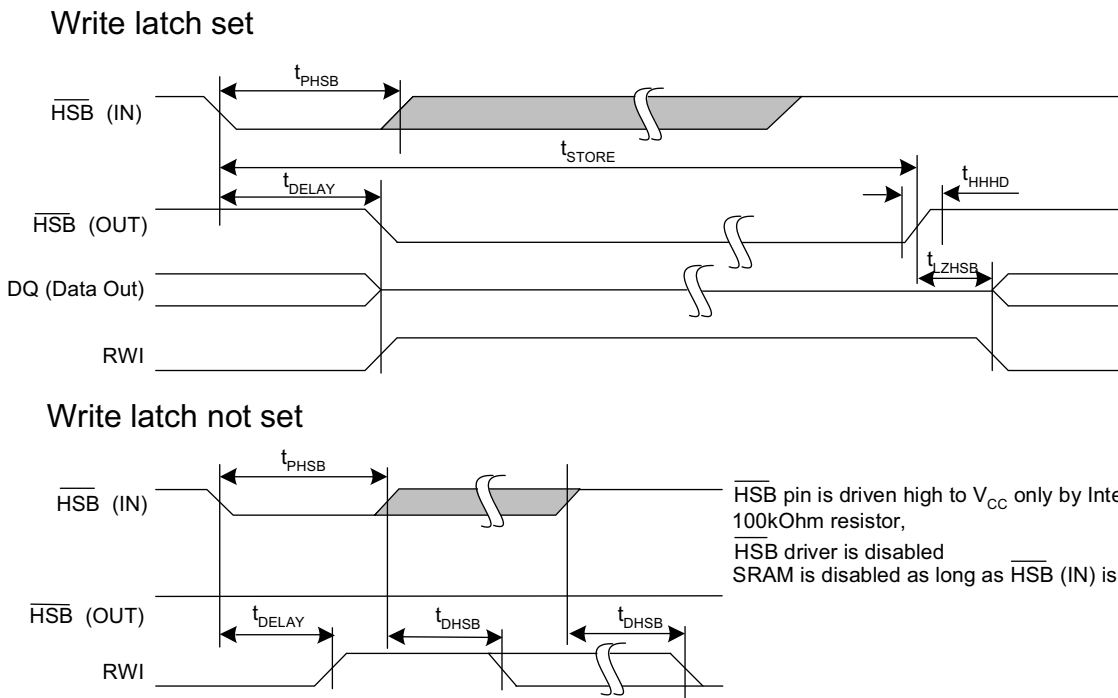 Write latch set
tPHSB
HSB (IN)
tSTORE
tDELAY
tHHHD
HSB (OUT)
tLZHSB
DQ (Data Out)
RWI
Write latch not set
tPHSB
HSB (IN)
HSB pin is driven high to VCC only by Inte
100kOhm resistor,
HSB driver is disabled
SRAM is disabled as long as HSB (IN) is
HSB (OUT)
tDELAY
tDHSB
tDHSB
RWI